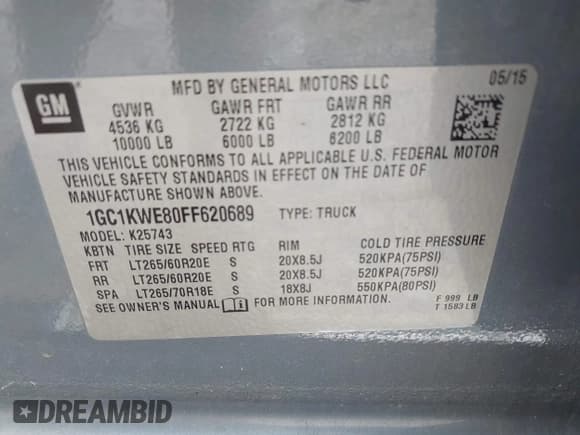 GM
MFD BY GENERAL MOTORS LLC 05/15
GVWR GAWR FRT GAWR RR
4536 KG 2722 KG 2812 KG
10000 LB 6000 LB 6200 LB
THIS VEHICLE CONFORMS TO ALL APPLICABLE U.S. FEDERAL MOTOR
VEHICLE SAFETY STANDARDS IN EFFECT ON THE DATE OF
MANUFACTURE SHOWN ABOVE.
1GC1KWE80FF620689 TYPE: TRUCK
MODEL: K25743
KBTN TIRE SIZE SPEED RTG RIM COLD TIRE PRESSURE
FRT LT265/60R20E S 20X8.5J 520KPA(75PSI)
RR LT265/60R20E S 20X8.5J 520KPA(75PSI)
SPA LT265/70R18E S 18X8J 550KPA(80PSI)
SEE OWNER'S MANUAL FOR MORE INFORMATION.
F 999 LB
T 1583 LB
DREAMBID